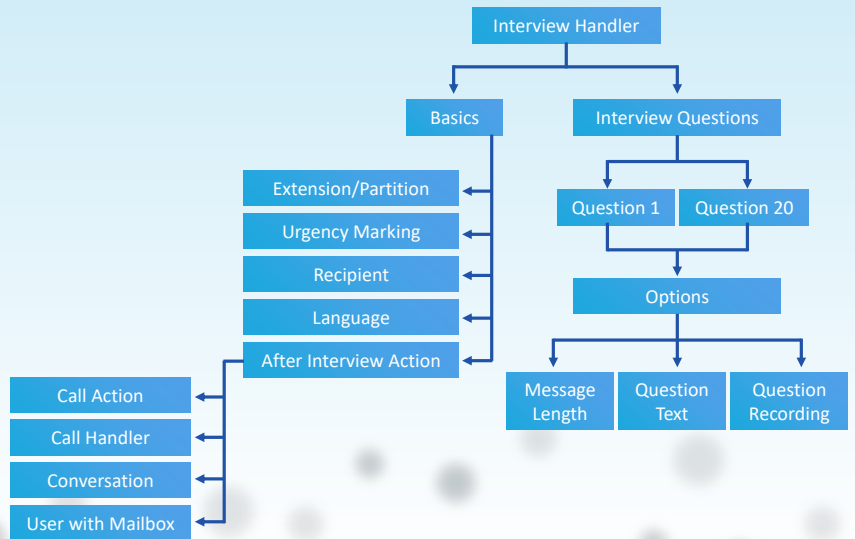 Interview Handler
Basics
Interview Questions
Extension/Partition
Urgency Marking
Recipient
Language
After Interview Action
Call Action
Call Handler
Conversation
User with Mailbox
Question 1
Question 20
Options
Message
Length
Question
Text
Question
Recording